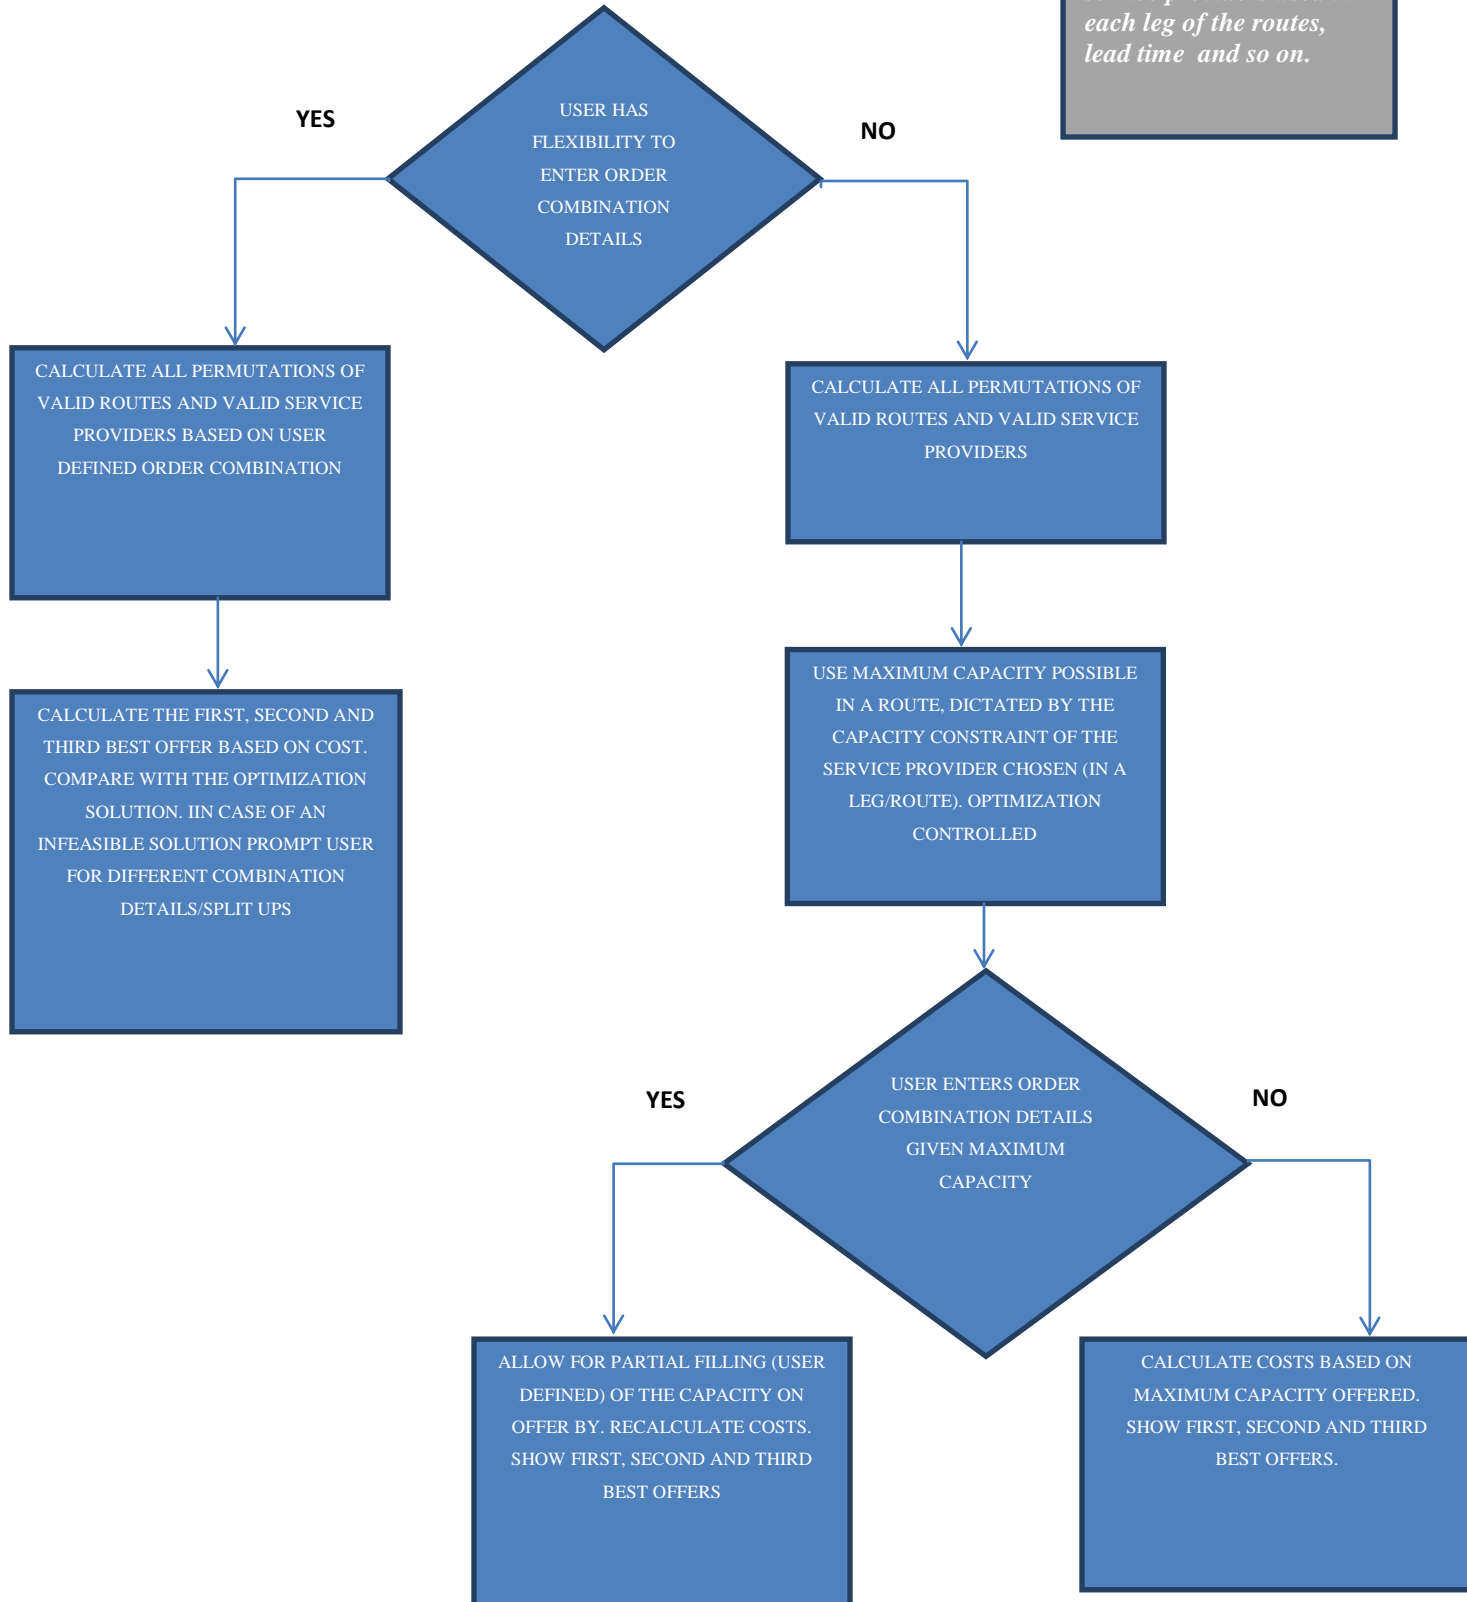 each leg of the routes,
lead time and so on.
YES
USER HAS
FLEXIBILITY TO
ENTER ORDER
COMBINATION
DETAILS
NO
CALCULATE ALL PERMUTATIONS OF
VALID ROUTES AND VALID SERVICE
PROVIDERS BASED ON USER
DEFINED ORDER COMBINATION
CALCULATE ALL PERMUTATIONS OF
VALID ROUTES AND VALID SERVICE
PROVIDERS
CALCULATE THE FIRST, SECOND AND
THIRD BEST OFFER BASED ON COST.
COMPARE WITH THE OPTIMIZATION
SOLUTION. IIN CASE OF AN
INFEASIBLE SOLUTION PROMPT USER
FOR DIFFERENT COMBINATION
DETAILS/SPLIT UPS
USE MAXIMUM CAPACITY POSSIBLE
IN A ROUTE, DICTATED BY THE
CAPACITY CONSTRAINT OF THE
SERVICE PROVIDER CHOSEN (IN A
LEG/ROUTE). OPTIMIZATION
CONTROLLED
YES
USER ENTERS ORDER
COMBINATION DETAILS
GIVEN MAXIMUM
CAPACITY
NO
ALLOW FOR PARTIAL FILLING (USER
DEFINED) OF THE CAPACITY ON
OFFER BY. RECALCULATE COSTS.
SHOW FIRST, SECOND AND THIRD
BEST OFFERS
CALCULATE COSTS BASED ON
MAXIMUM CAPACITY OFFERED.
SHOW FIRST, SECOND AND THIRD
BEST OFFERS.